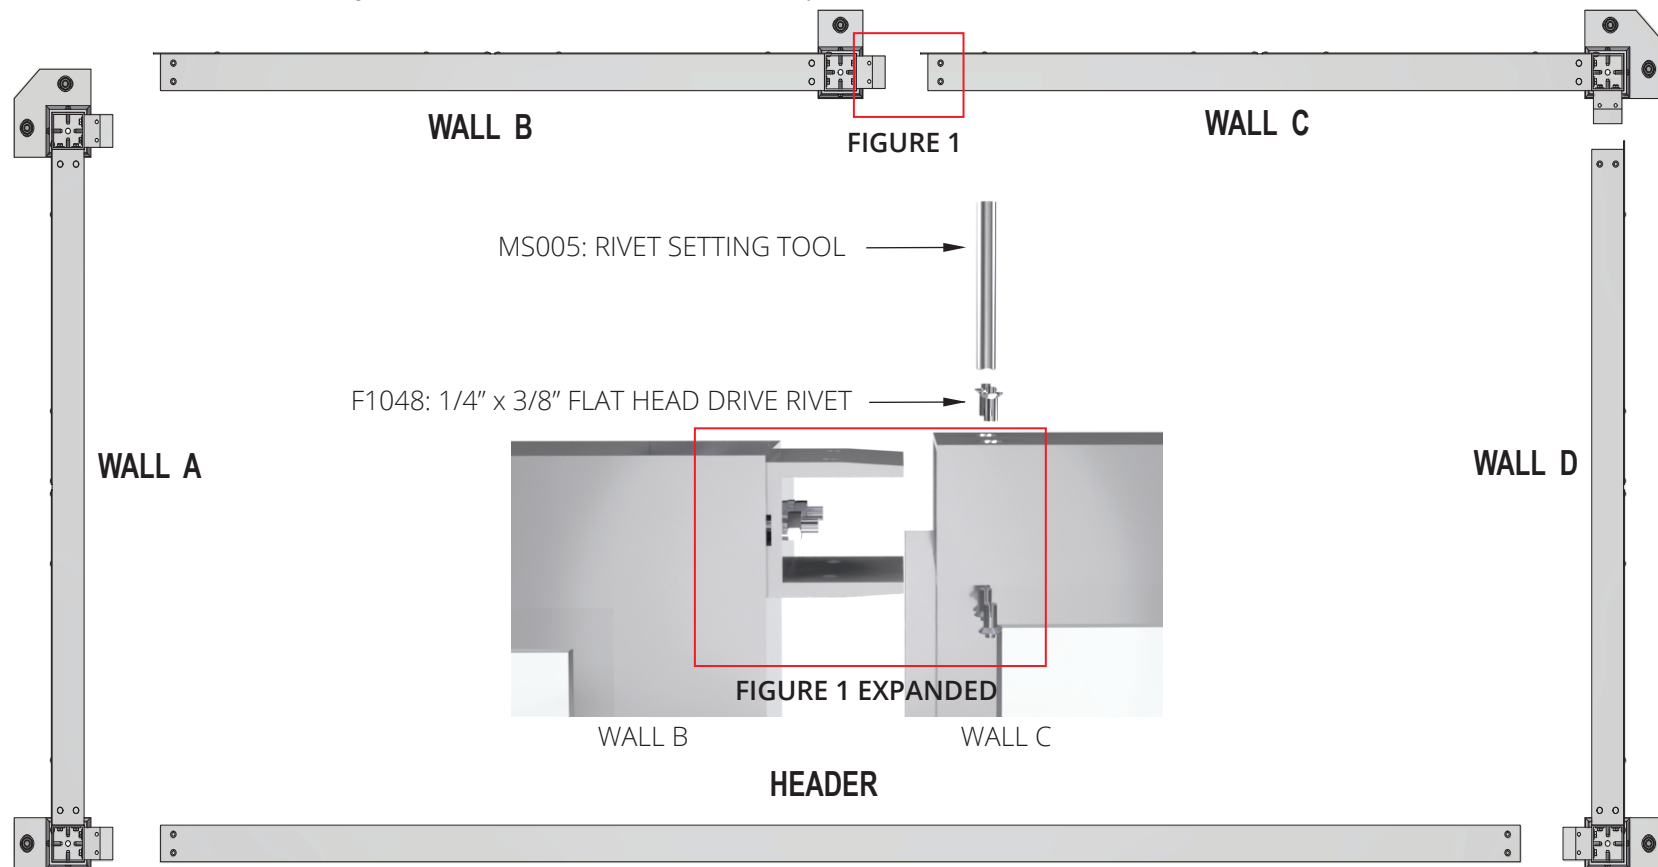 WALL B
WALL C
FIGURE 1
MS005: RIVET SETTING TOOL
F1048: 1/4” x 3/8” FLAT HEAD DRIVE RIVET
WALL A
WALL D
FIGURE 1 EXPANDED
WALL B
WALL C
HEADER